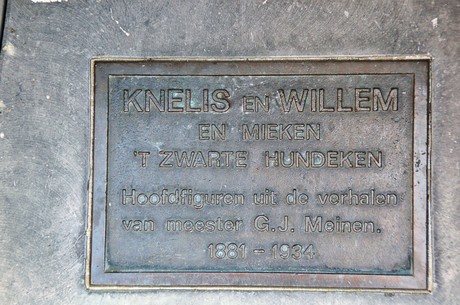 KNELIS EN WILLEM
EN MIEKEN
'T ZWARTE HUNDEKEN
Hoofdfiguren uit de verhalen
van meester G.J. Meinen.
1881 - 1934